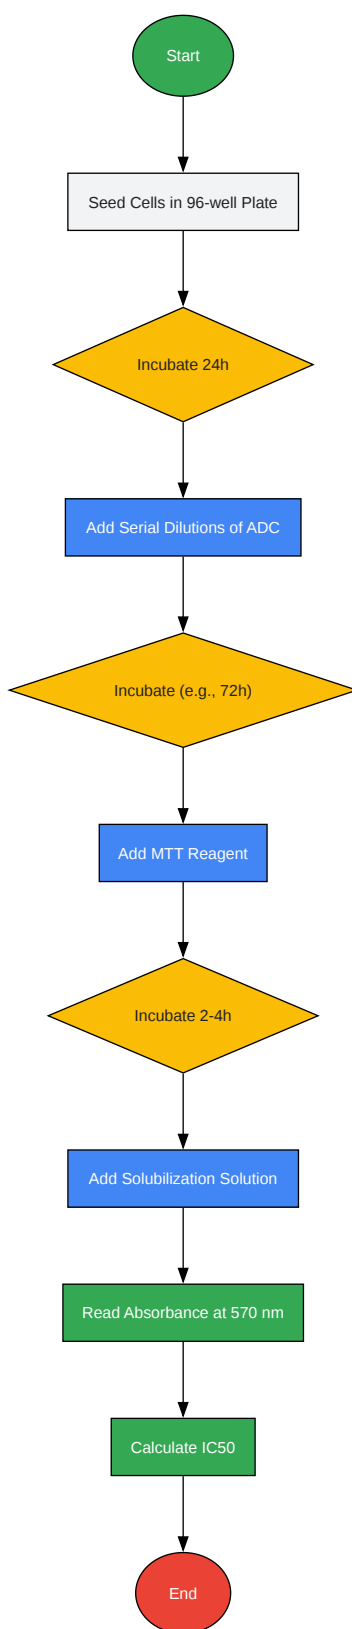 Start
Seed Cells in 96-well Plate
Incubate 24h
Add Serial Dilutions of ADC
Incubate (e.g., 72h)
Add MTT Reagent
Incubate 2-4h
Add Solubilization Solution
Read Absorbance at 570 nm
Calculate IC50
End